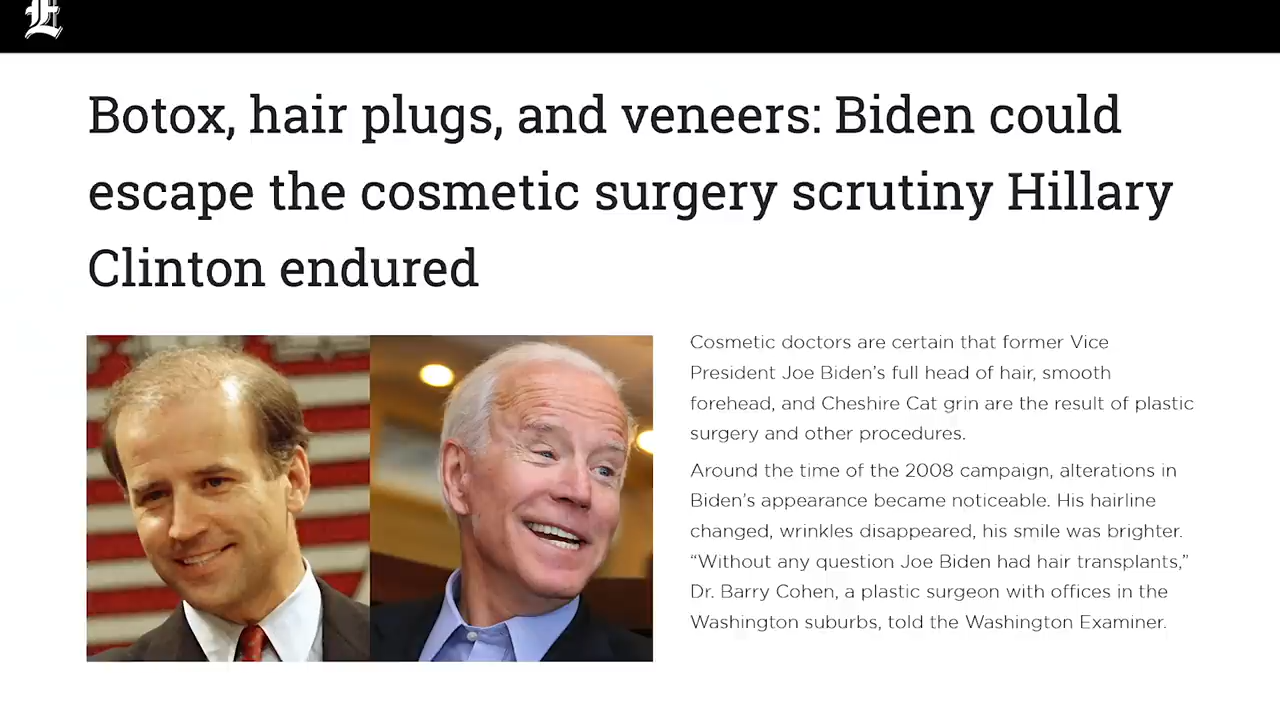 E
Botox, hair plugs, and veneers: Biden could
escape the cosmetic surgery scrutiny Hillary
Clinton endured
Cosmetic doctors are certain that former Vice
President Joe Biden’s full head of hair, smooth
forehead, and Cheshire Cat grin are the result of plastic
surgery and other procedures.
Around the time of the 2008 campaign, alterations in
Biden’s appearance became noticeable. His hairline
changed, wrinkles disappeared, his smile was brighter.
“Without any question Joe Biden had hair transplants,”
Dr. Barry Cohen, a plastic surgeon with offices in the
Washington suburbs, told the Washington Examiner.